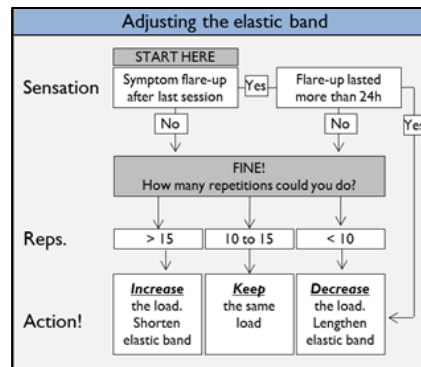 Adjusting the elastic band
START HERE
Sensation
Symptom flare-up
after last session
Yes
Flare-up lasted
more than 24h
No
No
Yes
FINE!
How many repetitions could you do?
Reps.
> 15
10 to 15
< 10
Action!
Increase
the load.
Shorten
elastic band
Keep
the same
load
Decrease
the load.
Lengthen
elastic band